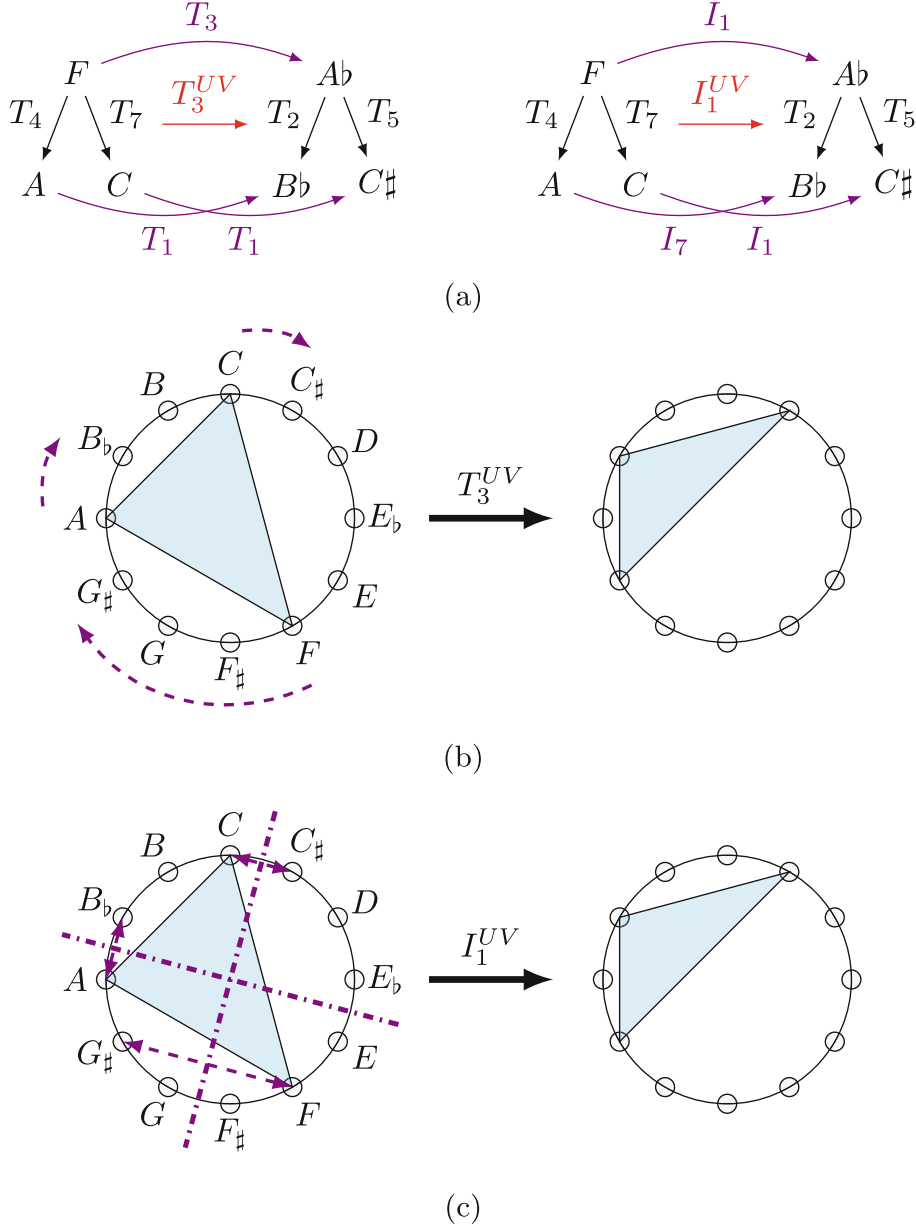 T₃ I₁
F A♭ F A♭
T₄ T₇ T₃ᵁⱽ T₂ T₅ T₄ T₇ I₁ᵁⱽ T₂ T₅
A C B♭ C♯ A C B♭ C♯
T₁ T₁ I₇ I₁
(a)
C
B C♯
B♭ D
A E♭ T₃ᵁⱽ
G♯ E
G F♯ F
(b)
C
B C♯
B♭ D
A E♭ I₁ᵁⱽ
G♯ E
G F♯ F
(c)